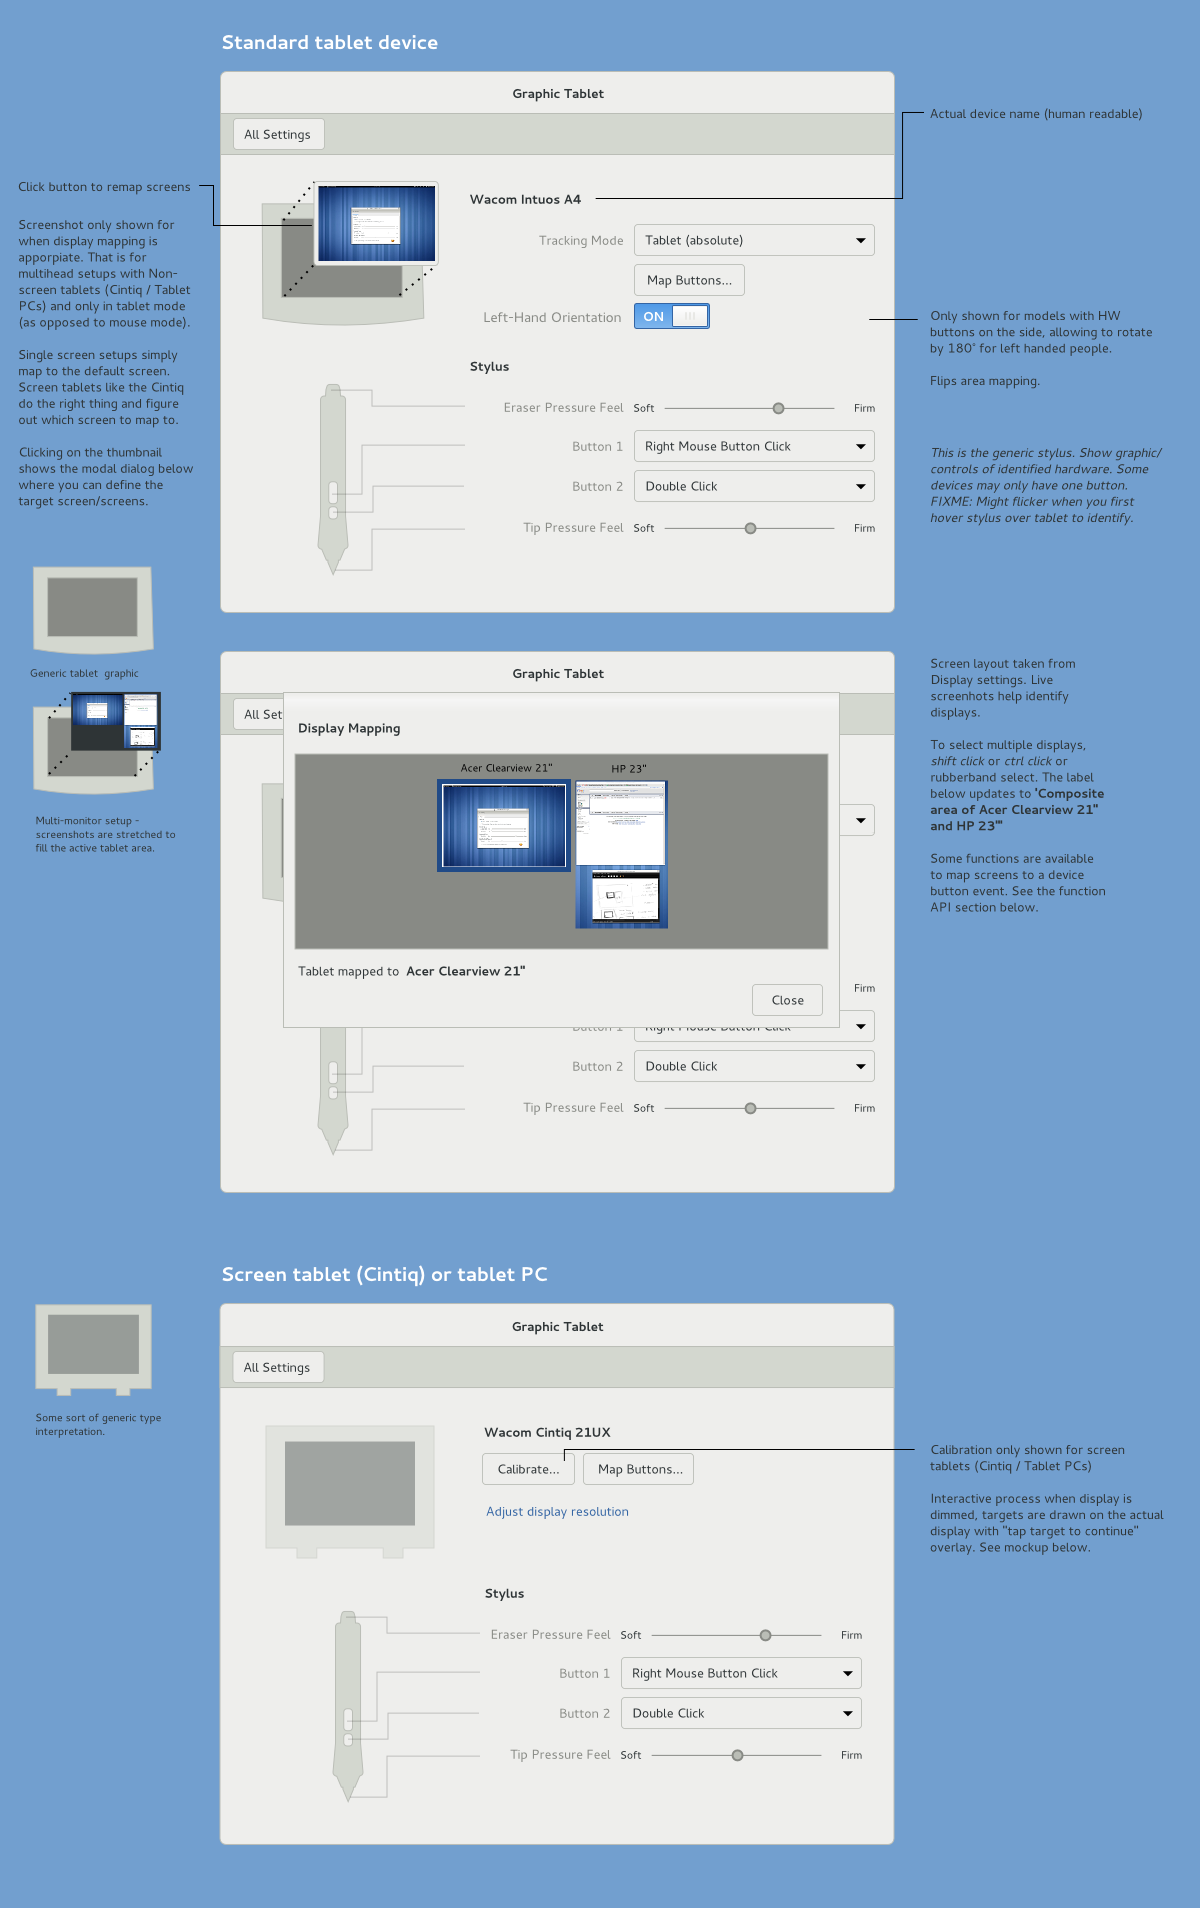 Standard tablet device
Graphic Tablet
All Settings
Actual device name (human readable)
Click button to remap screens
Screenshot only shown for
when display mapping is
apporpiate. That is for
multihead setups with Non-
screen tablets (Cintiq / Tablet
PCs) and only in tablet mode
(as opposed to mouse mode).
Single screen setups simply
map to the default screen.
Screen tablets like the Cintiq
do the right thing and figure
out which screen to map to.
Clicking on the thumbnail
shows the modal dialog below
where you can define the
target screen/screens.
Wacom Intuos A4
Tracking Mode Tablet (absolute)
Map Buttons...
Left-Hand Orientation ON
Only shown for models with HW
buttons on the side, allowing to rotate
by 180° for left handed people.
Flips area mapping.
Stylus
Eraser Pressure Feel Soft Firm
Button 1 Right Mouse Button Click
Button 2 Double Click
Tip Pressure Feel Soft Firm
This is the generic stylus. Show graphic/
controls of identified hardware. Some
devices may only have one button.
FIXME: Might flicker when you first
hover stylus over tablet to identify.
Generic tablet graphic
Multi-monitor setup -
screenshots are stretched to
fill the active tablet area.
Graphic Tablet
All Set
Display Mapping
Acer Clearview 21" HP 23"
Tablet mapped to Acer Clearview 21"
Close
Firm
Button 1 Right Mouse Button Click
Button 2 Double Click
Tip Pressure Feel Soft Firm
Screen layout taken from
Display settings. Live
screenhots help identify
displays.
To select multiple displays,
shift click or ctrl click or
rubberband select. The label
below updates to 'Composite
area of Acer Clearview 21"
and HP 23"'
Some functions are available
to map screens to a device
button event. See the function
API section below.
Screen tablet (Cintiq) or tablet PC
Some sort of generic type
interpretation.
Graphic Tablet
All Settings
Wacom Cintiq 21UX
Calibrate... Map Buttons...
Adjust display resolution
Calibration only shown for screen
tablets (Cintiq / Tablet PCs)
Interactive process when display is
dimmed, targets are drawn on the actual
display with "tap target to continue"
overlay. See mockup below.
Stylus
Eraser Pressure Feel Soft Firm
Button 1 Right Mouse Button Click
Button 2 Double Click
Tip Pressure Feel Soft Firm